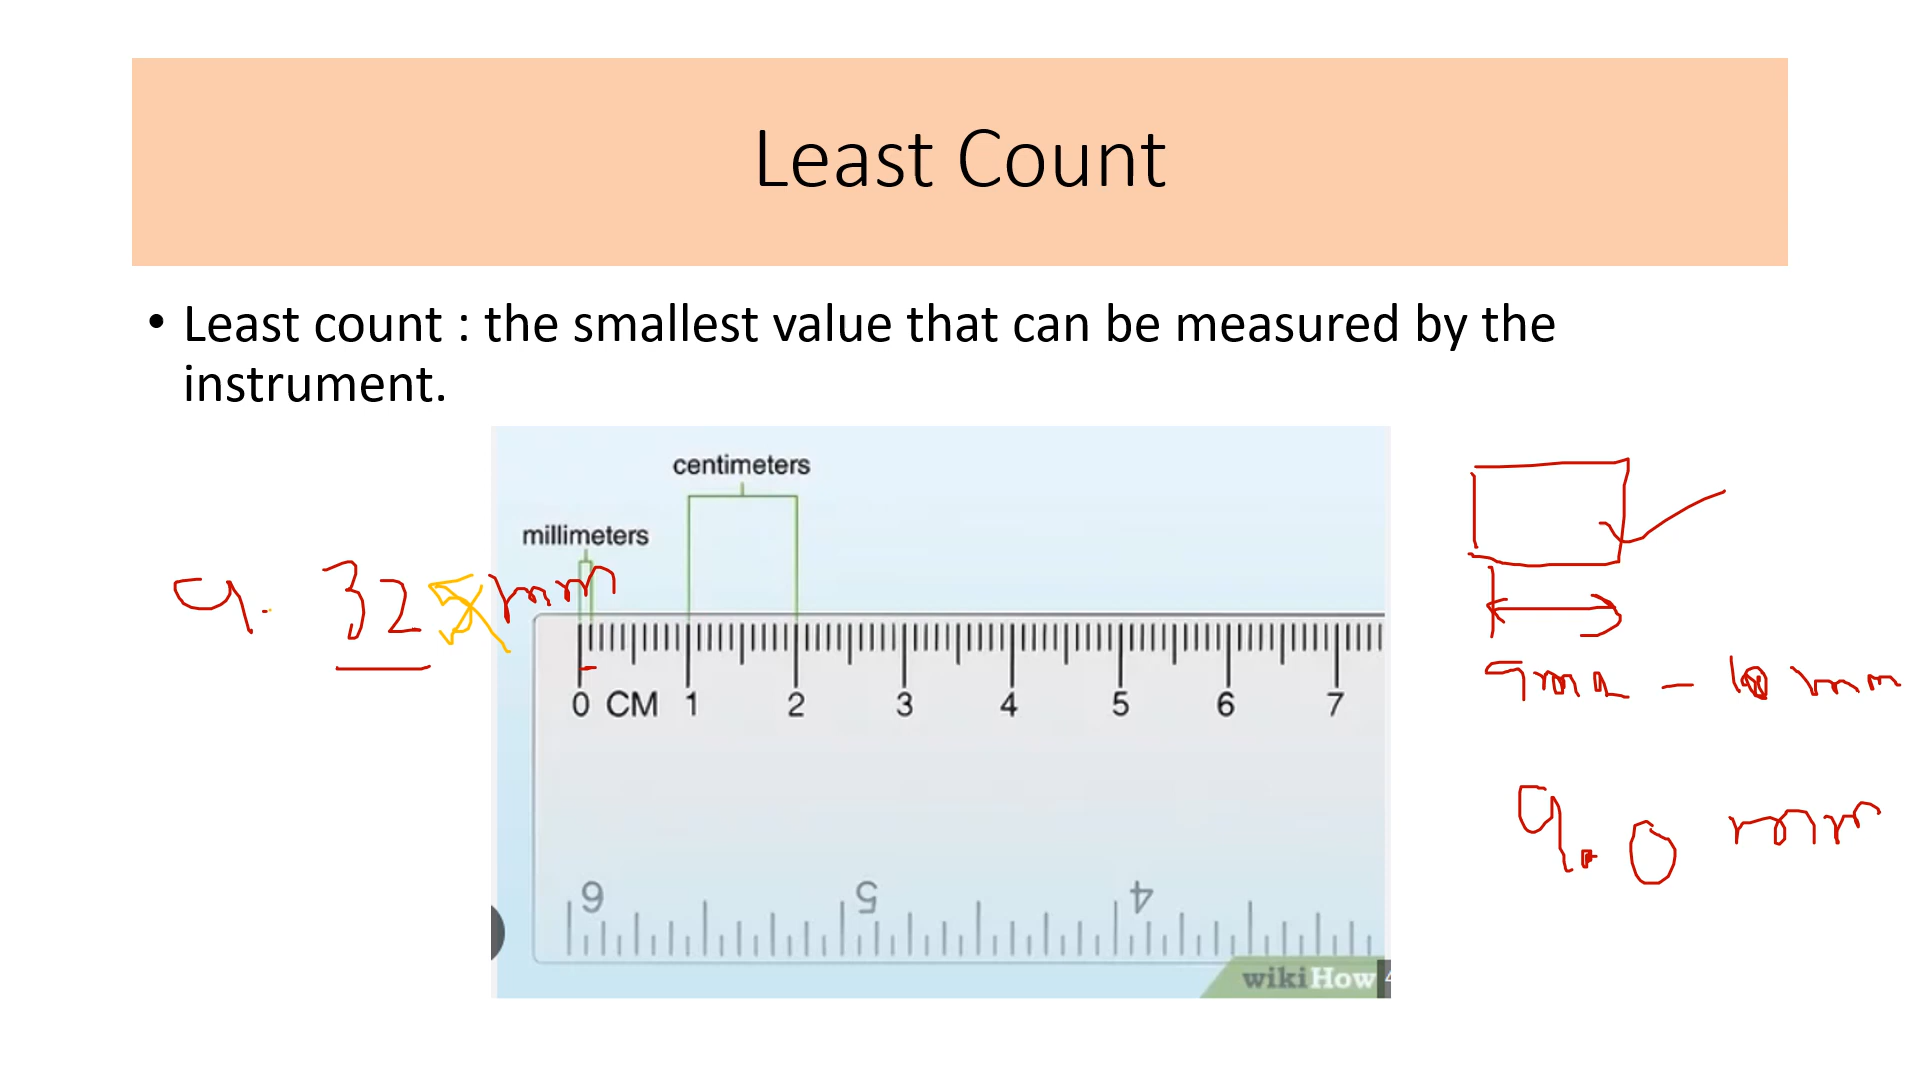 Least Count
• Least count : the smallest value that can be measured by the
instrument.
centimeters
millimeters
9.32 mm
0 CM 1 2 3 4 5 6 7
9mm - 10 mm
9.0 mm
6 5 4
wikiHow